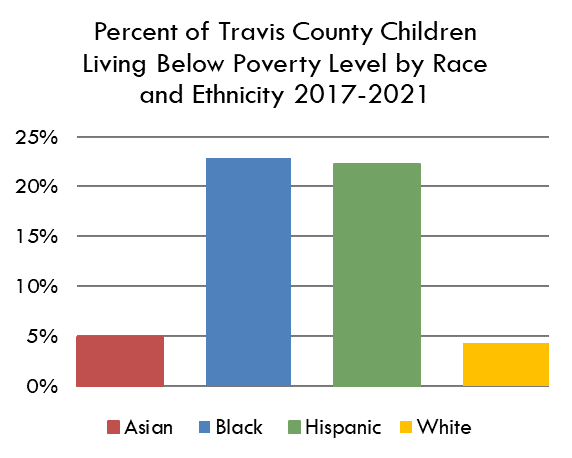 Percent of Travis County Children
Living Below Poverty Level by Race
and Ethnicity 2017-2021
25%
20%
15%
10%
5%
0%
Asian Black Hispanic White